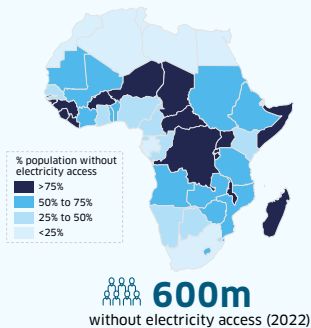 % population without
electricity access
>75%
50% to 75%
25% to 50%
<25%
600m
without electricity access (2022)